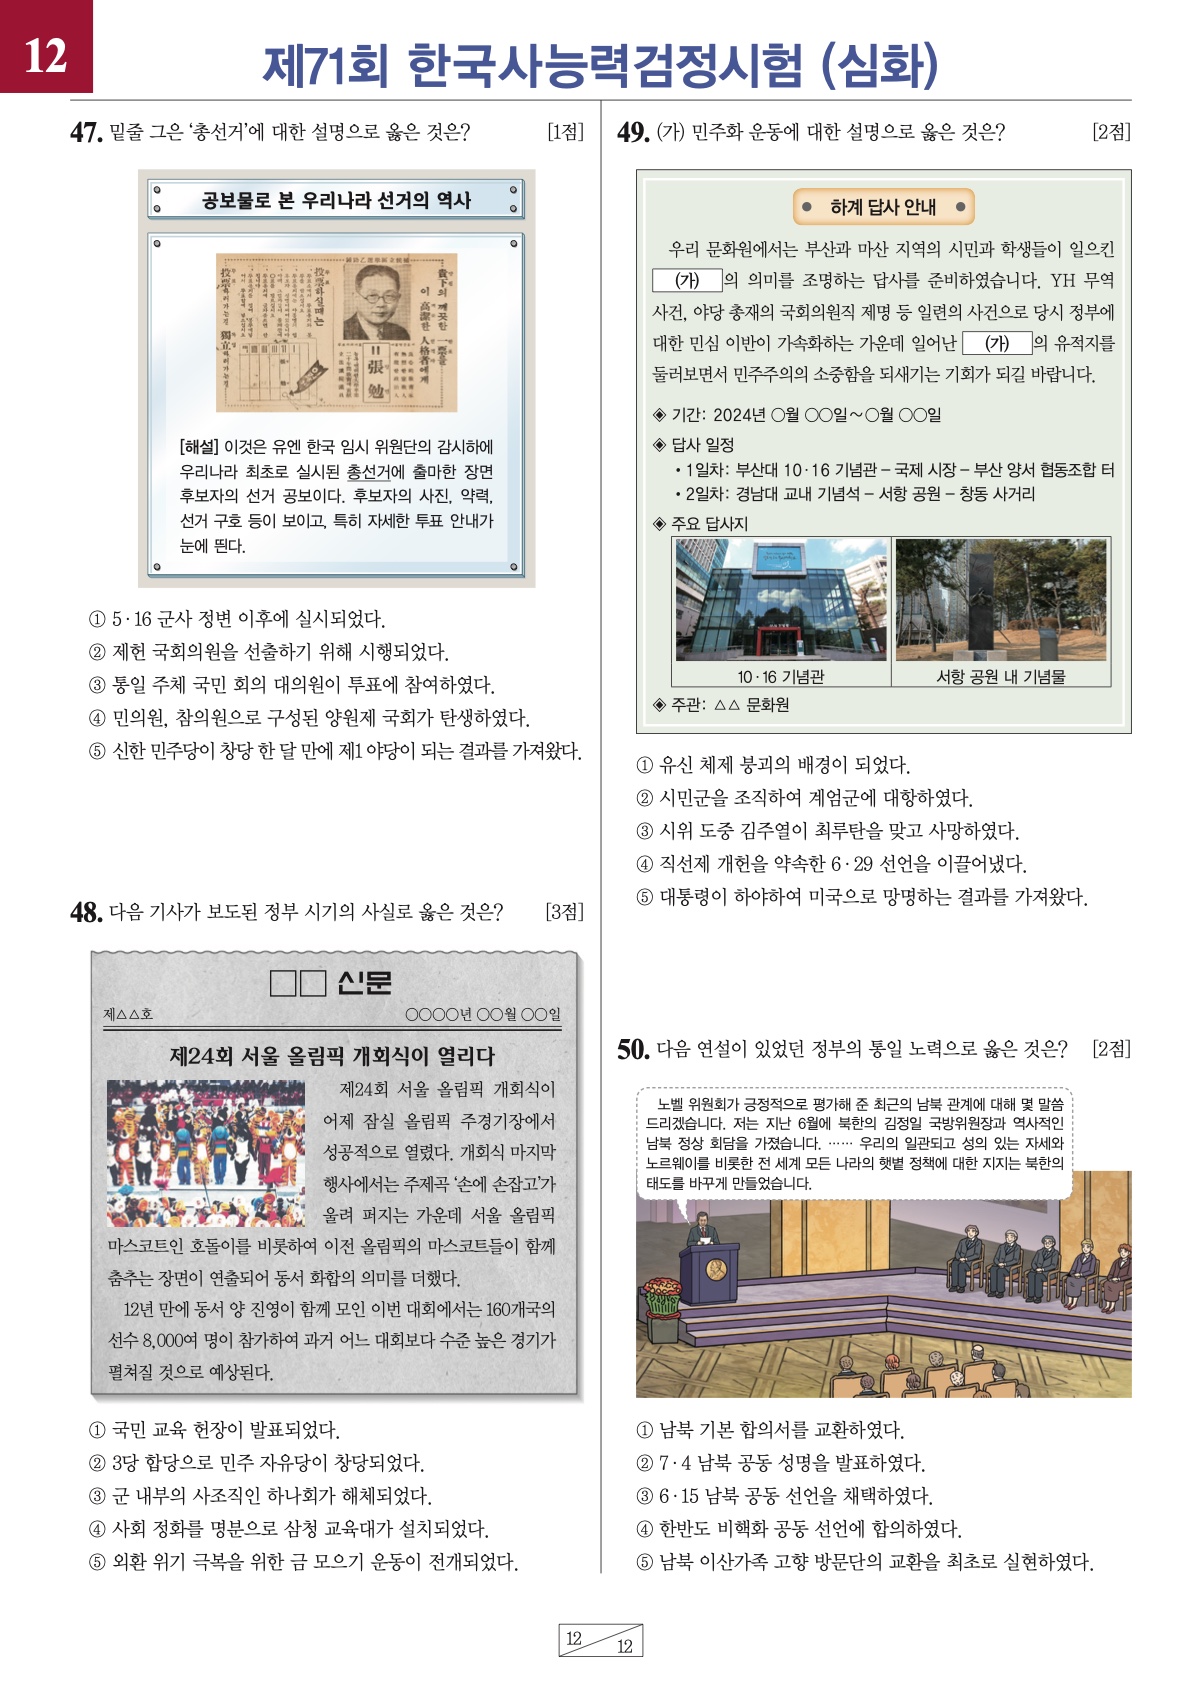 12
제71회 한국사능력검정시험 (심화)
47. 밑줄 그은 ‘총선거’에 대한 설명으로 옳은 것은? [1점]
공보물로 본 우리나라 선거의 역사
[해설] 이것은 유엔 한국 임시 위원단의 감시하에
우리나라 최초로 실시된 총선거에 출마한 장면
후보자의 선거 공보이다. 후보자의 사진, 약력,
선거 구호 등이 보이고, 특히 자세한 투표 안내가
눈에 띈다.
① 5·16 군사 정변 이후에 실시되었다.
② 제헌 국회의원을 선출하기 위해 시행되었다.
③ 통일 주체 국민 회의 대의원이 투표에 참여하였다.
④ 민의원, 참의원으로 구성된 양원제 국회가 탄생하였다.
⑤ 신한 민주당이 창당 한 달 만에 제1 야당이 되는 결과를 가져왔다.
48. 다음 기사가 보도된 정부 시기의 사실로 옳은 것은? [3점]
□□ 신문
제△△호 ○○○○년 ○○월 ○○일
제24회 서울 올림픽 개회식이 열리다
제24회 서울 올림픽 개회식이
어제 잠실 올림픽 주경기장에서
성공적으로 열렸다. 개회식 마지막
행사에서는 주제곡 ‘손에 손잡고’가
울려 퍼지는 가운데 서울 올림픽
마스코트인 호돌이를 비롯하여 이전 올림픽의 마스코트들이 함께
춤추는 장면이 연출되어 동서 화합의 의미를 더했다.
12년 만에 동서 양 진영이 함께 모인 이번 대회에서는 160개국의
선수 8,000여 명이 참가하여 과거 어느 대회보다 수준 높은 경기가
펼쳐질 것으로 예상된다.
① 국민 교육 헌장이 발표되었다.
② 3당 합당으로 민주 자유당이 창당되었다.
③ 군 내부의 사조직인 하나회가 해체되었다.
④ 사회 정화를 명분으로 삼청 교육대가 설치되었다.
⑤ 외환 위기 극복을 위한 금 모으기 운동이 전개되었다.
49. (가) 민주화 운동에 대한 설명으로 옳은 것은? [2점]
하계 답사 안내
우리 문화원에서는 부산과 마산 지역의 시민과 학생들이 일으킨
(가) 의 의미를 조명하는 답사를 준비하였습니다. YH 무역
사건, 야당 총재의 국회의원직 제명 등 일련의 사건으로 당시 정부에
대한 민심 이반이 가속화하는 가운데 일어난 (가) 의 유적지를
둘러보면서 민주주의의 소중함을 되새기는 기회가 되길 바랍니다.
◈ 기간: 2024년 ○월 ○○일～○월 ○○일
◈ 답사 일정
• 1일차: 부산대 10·16 기념관 – 국제 시장 – 부산 양서 협동조합 터
• 2일차: 경남대 교내 기념석 – 서항 공원 – 창동 사거리
◈ 주요 답사지
10·16 기념관 서항 공원 내 기념물
◈ 주관: △△ 문화원
① 유신 체제 붕괴의 배경이 되었다.
② 시민군을 조직하여 계엄군에 대항하였다.
③ 시위 도중 김주열이 최루탄을 맞고 사망하였다.
④ 직선제 개헌을 약속한 6·29 선언을 이끌어냈다.
⑤ 대통령이 하야하여 미국으로 망명하는 결과를 가져왔다.
50. 다음 연설이 있었던 정부의 통일 노력으로 옳은 것은? [2점]
노벨 위원회가 긍정적으로 평가해 준 최근의 남북 관계에 대해 몇 말씀
드리겠습니다. 저는 지난 6월에 북한의 김정일 국방위원장과 역사적인
남북 정상 회담을 가졌습니다. …… 우리의 일관되고 성의 있는 자세와
노르웨이를 비롯한 전 세계 모든 나라의 햇볕 정책에 대한 지지는 북한의
태도를 바꾸게 만들었습니다.
① 남북 기본 합의서를 교환하였다.
② 7·4 남북 공동 성명을 발표하였다.
③ 6·15 남북 공동 선언을 채택하였다.
④ 한반도 비핵화 공동 선언에 합의하였다.
⑤ 남북 이산가족 고향 방문단의 교환을 최초로 실현하였다.
12
12